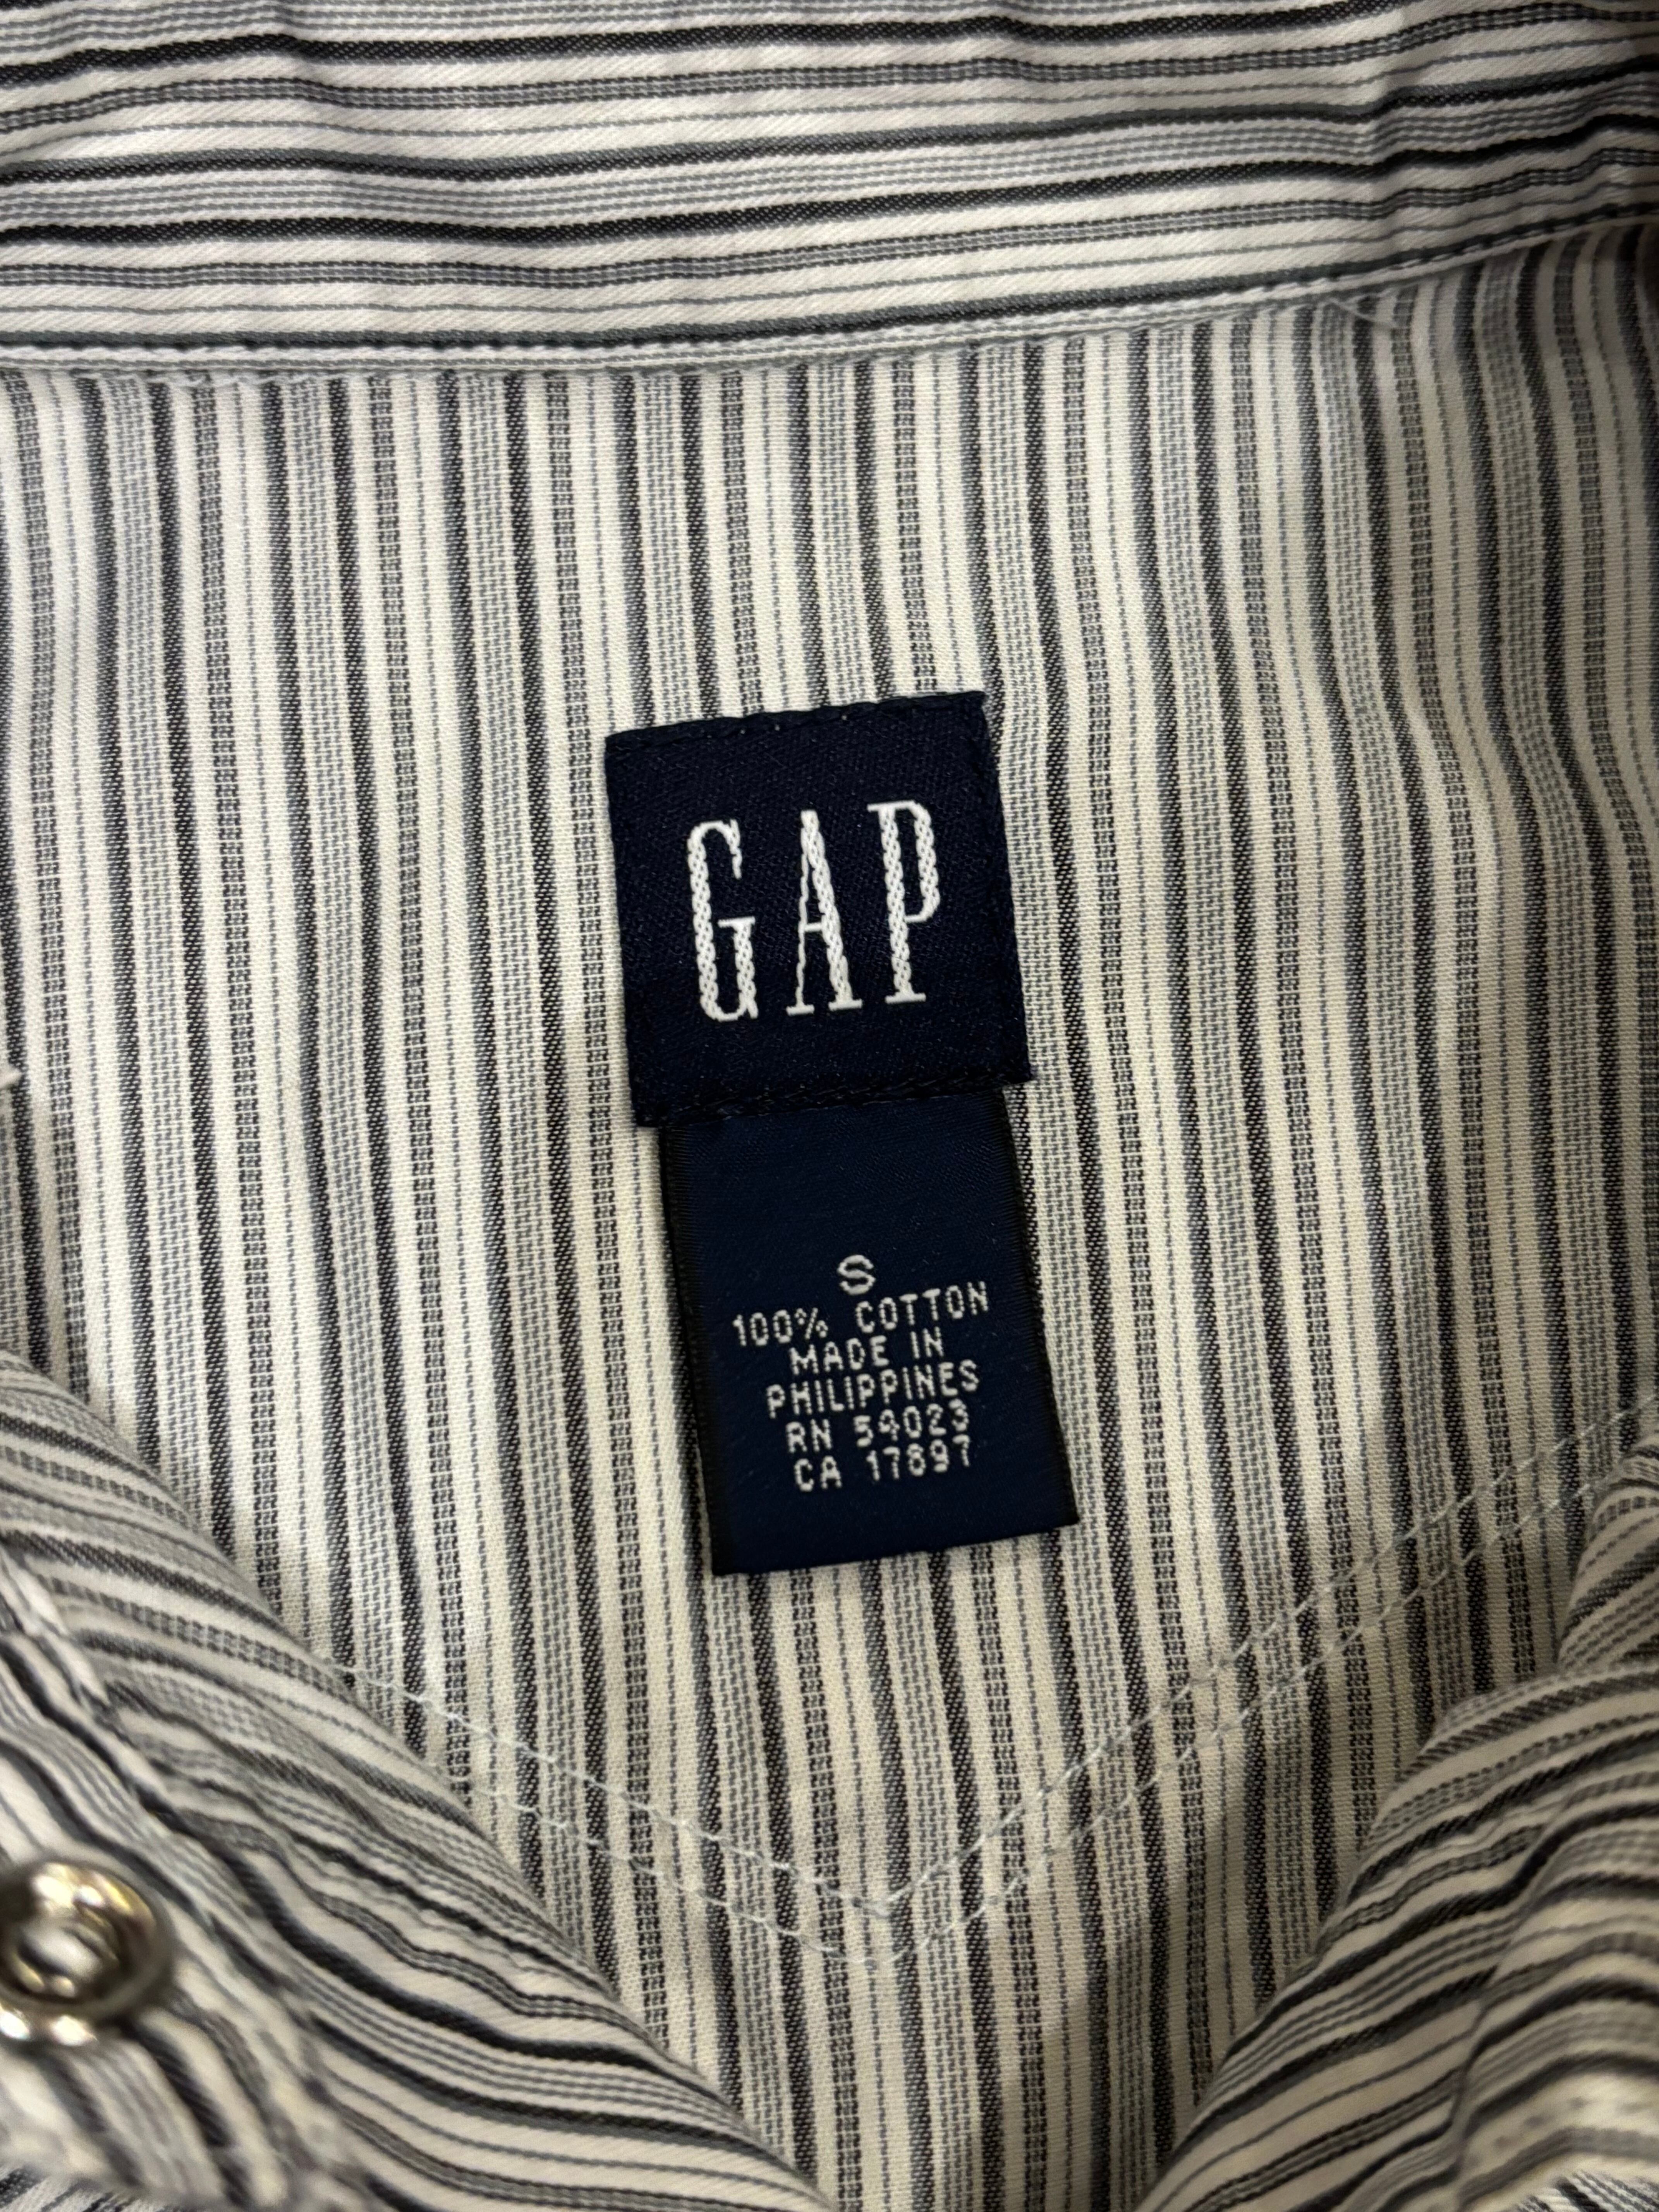 GAP
S
100% COTTON
MADE IN
PHILIPPINES
RN 54023
CA 17897